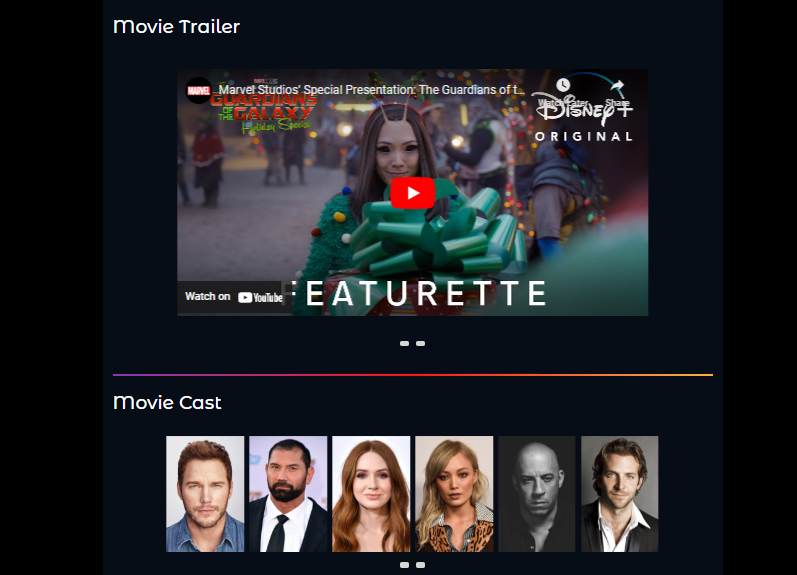 Movie Trailer
MARVEL
Marvel Studios' Special Presentation: The Guardians of t...
Watch later
Share
GUARDIANS
OF THE
GALAXY
Holiday Special
Disney+
ORIGINAL
FEATURETTE
Watch on YouTube
Movie Cast